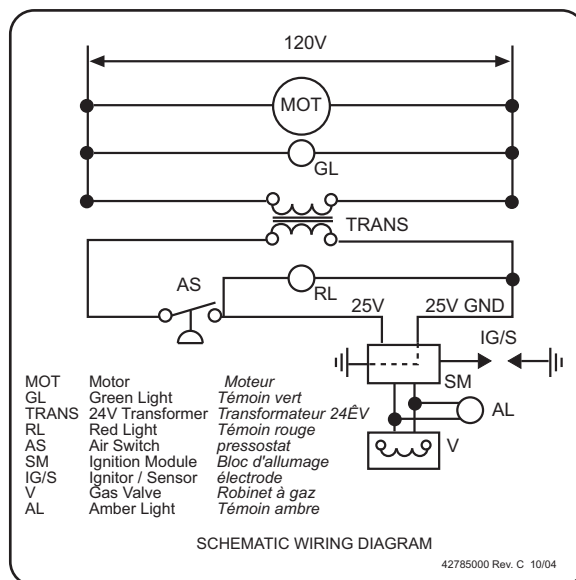 120V
MOT
GL
TRANS
AS
RL
25V 25V GND
IG/S
SM
AL
V
MOT Motor Moteur
GL Green Light Témoin vert
TRANS 24V Transformer Transformateur 24ÊV
RL Red Light Témoin rouge
AS Air Switch pressostat
SM Ignition Module Bloc d'allumage
IG/S Ignitor / Sensor électrode
V Gas Valve Robinet à gaz
AL Amber Light Témoin ambre
SCHEMATIC WIRING DIAGRAM
42785000 Rev. C 10/04